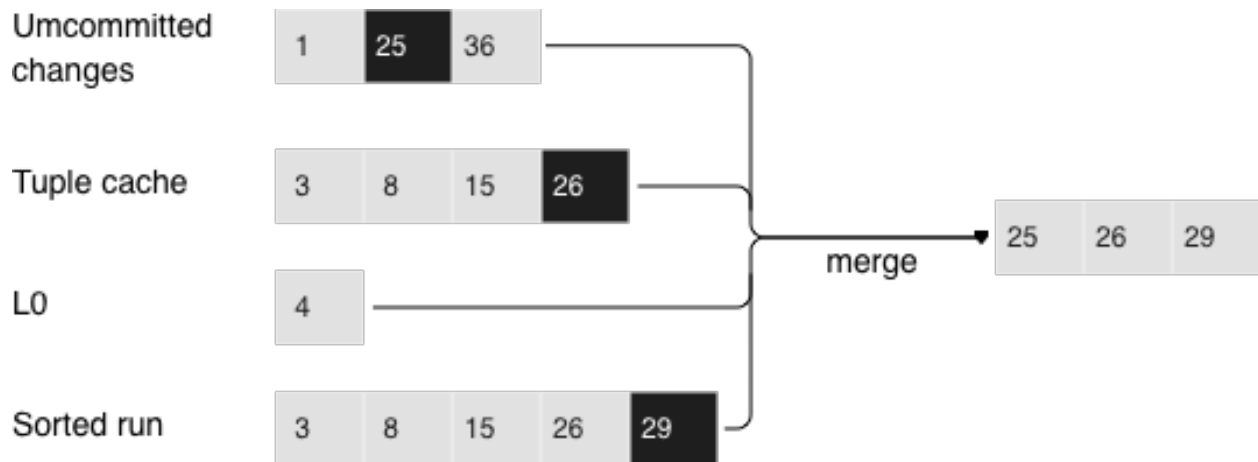 Umcommitted
changes
1 25 36
Tuple cache
3 8 15 26
25 26 29
merge
L0
4
Sorted run
3 8 15 26 29